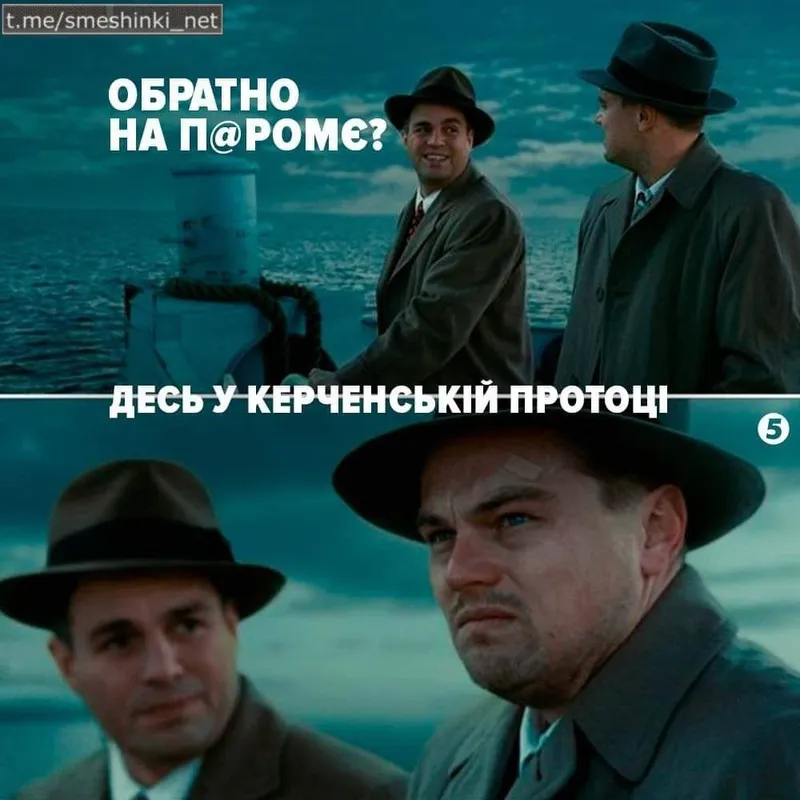 t.me/smeshinki_net
ОБРАТНО
НА П@РОМЄ?
ДЕСЬ У КЕРЧЕНСЬКІЙ ПРОТОЦІ
5